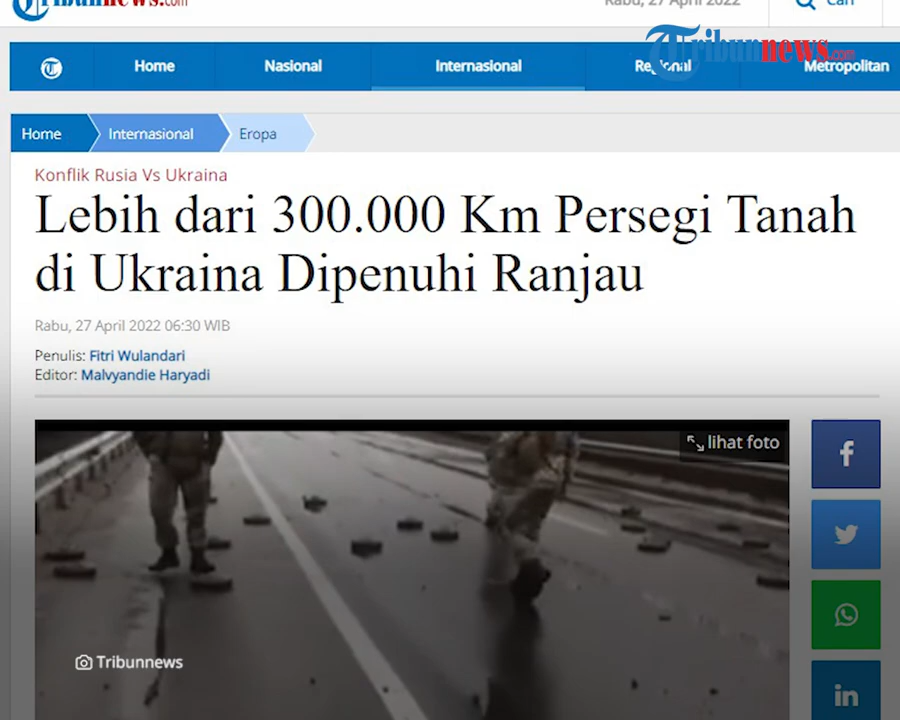 Tribunnews.com
Rabu, 27 April 2022
Cari
Tribunnews.com
Home Nasional Internasional Regional Metropolitan
Home Internasional Eropa
Konflik Rusia Vs Ukraina
Lebih dari 300.000 Km Persegi Tanah
di Ukraina Dipenuhi Ranjau
Rabu, 27 April 2022 06:30 WIB
Penulis: Fitri Wulandari
Editor: Malvyandie Haryadi
lihat foto
Tribunnews